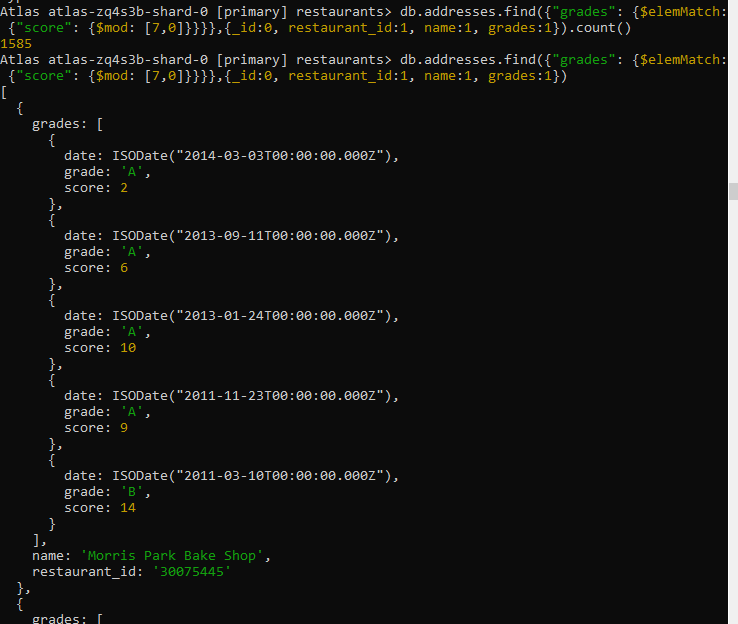 Atlas atlas-zq4s3b-shard-0 [primary] restaurants> db.addresses.find({"grades": {$elemMatch:
 {"score": {$mod: [7,0]}}}},{_id:0, restaurant_id:1, name:1, grades:1}).count()
1585
Atlas atlas-zq4s3b-shard-0 [primary] restaurants> db.addresses.find({"grades": {$elemMatch:
 {"score": {$mod: [7,0]}}}},{_id:0, restaurant_id:1, name:1, grades:1})
[
  {
    grades: [
      {
        date: ISODate("2014-03-03T00:00:00.000Z"),
        grade: 'A',
        score: 2
      },
      {
        date: ISODate("2013-09-11T00:00:00.000Z"),
        grade: 'A',
        score: 6
      },
      {
        date: ISODate("2013-01-24T00:00:00.000Z"),
        grade: 'A',
        score: 10
      },
      {
        date: ISODate("2011-11-23T00:00:00.000Z"),
        grade: 'A',
        score: 9
      },
      {
        date: ISODate("2011-03-10T00:00:00.000Z"),
        grade: 'B',
        score: 14
      }
    ],
    name: 'Morris Park Bake Shop',
    restaurant_id: '30075445'
  },
  {
    grades: [